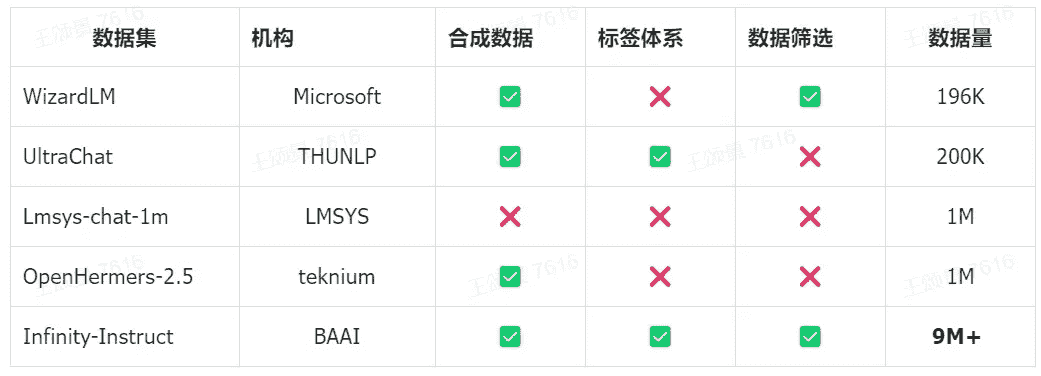 数据集 机构 合成数据 标签体系 数据筛选 数据量
WizardLM Microsoft ✅ ❌ ✅ 196K
UltraChat THUNLP ✅ ✅ ❌ 200K
Lmsys-chat-1m LMSYS ❌ ❌ ❌ 1M
OpenHermers-2.5 teknium ✅ ❌ ❌ 1M
Infinity-Instruct BAAI ✅ ✅ ✅ 9M+